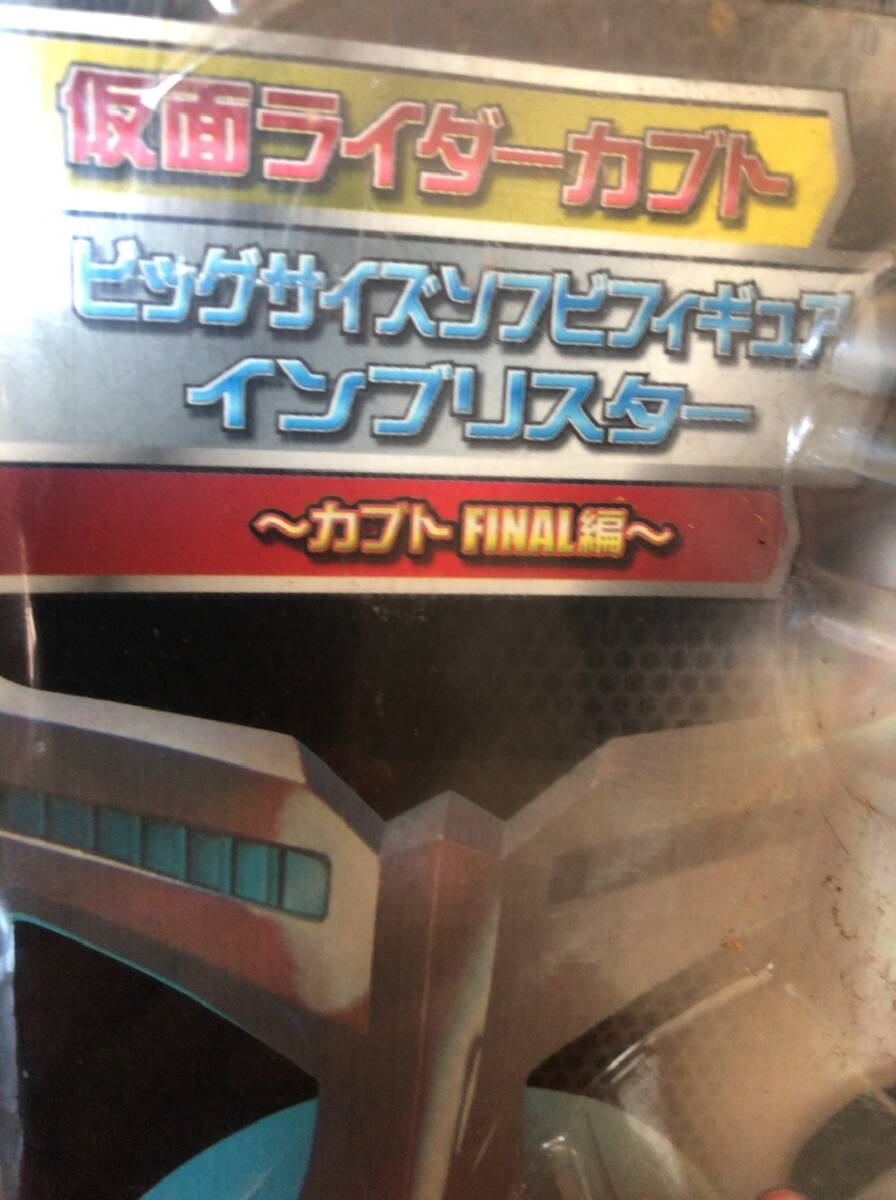 仮面ライダーカブト
ビッグサイズソフビフィギュア
インブリスター
～カブト FINAL編～